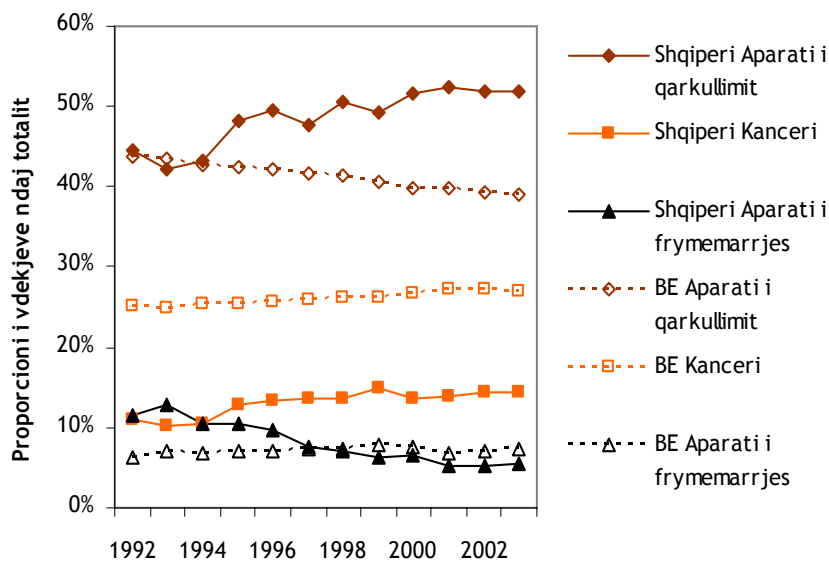 60%
50%
40%
30%
20%
10%
0%
Proporcioni i vdekjeve ndaj totalit
1992 1994 1996 1998 2000 2002
Shqiperi Aparati i
qarkullimit
Shqiperi Kanceri
Shqiperi Aparati i
frymemarrjes
BE Aparati i
qarkullimit
BE Kanceri
BE Aparati i
frymemarrjes